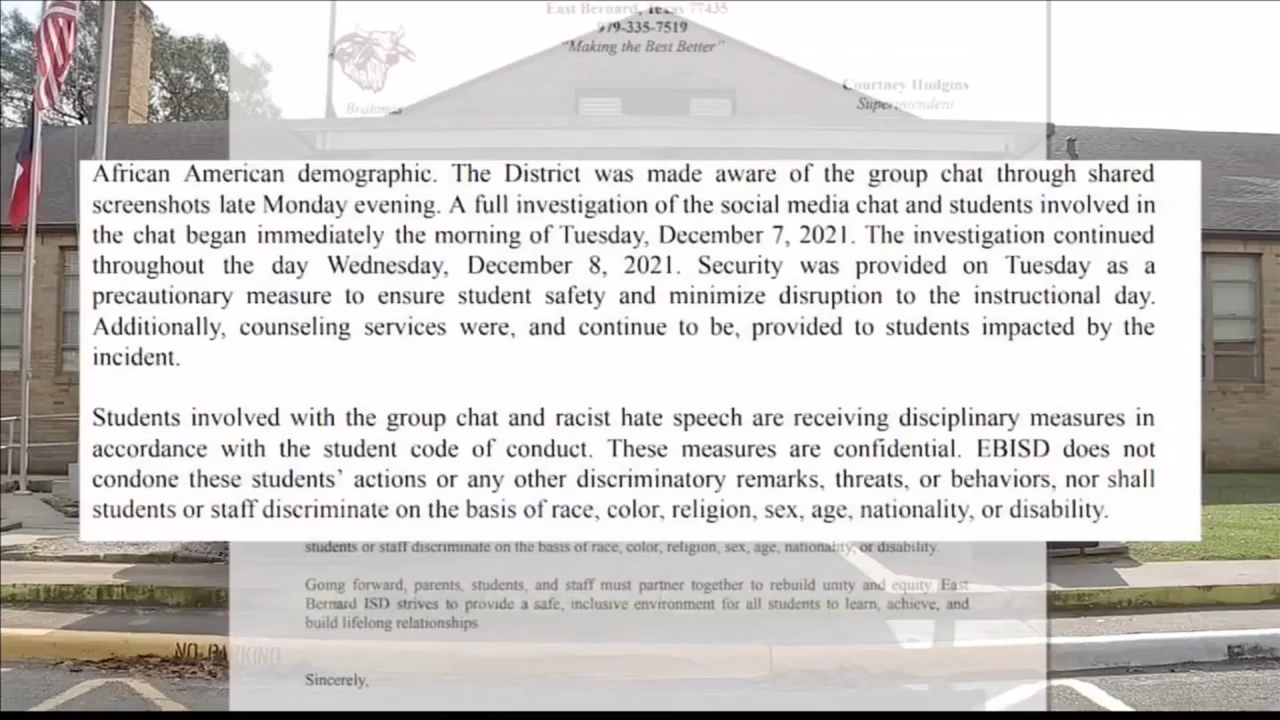 East Bernard, Texas 77435
979-335-7519
"Making the Best Better"
Courtney Hudgins
Brahmas
Superintendent
African American demographic. The District was made aware of the group chat through shared
screenshots late Monday evening. A full investigation of the social media chat and students involved in
the chat began immediately the morning of Tuesday, December 7, 2021. The investigation continued
throughout the day Wednesday, December 8, 2021. Security was provided on Tuesday as a
precautionary measure to ensure student safety and minimize disruption to the instructional day.
Additionally, counseling services were, and continue to be, provided to students impacted by the
incident.
Students involved with the group chat and racist hate speech are receiving disciplinary measures in
accordance with the student code of conduct. These measures are confidential. EBISD does not
condone these students' actions or any other discriminatory remarks, threats, or behaviors, nor shall
students or staff discriminate on the basis of race, color, religion, sex, age, nationality, or disability.
students or staff discriminate on the basis of race, color, religion, sex, age, nationality, or disability.
Going forward, parents, students, and staff must partner together to rebuild unity and equity East
Bernard ISD strives to provide a safe, inclusive environment for all students to learn, achieve, and
build lifelong relationships
NO PARKING
Sincerely,